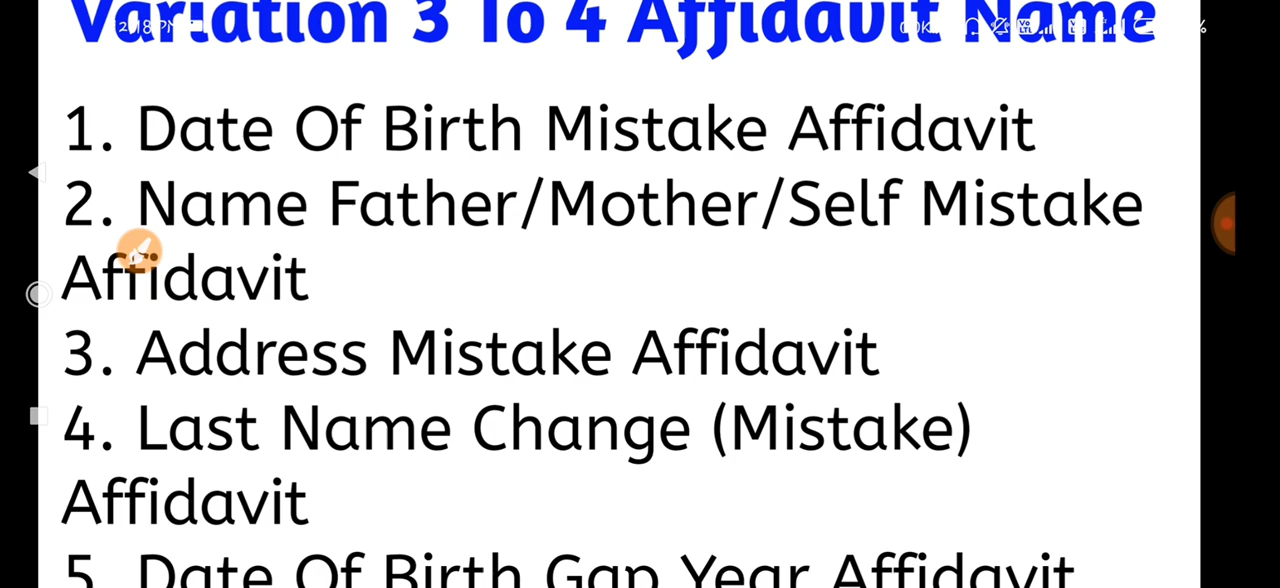 Variation 3 To 4 Affidavit Name
1. Date Of Birth Mistake Affidavit
2. Name Father/Mother/Self Mistake
Affidavit
3. Address Mistake Affidavit
4. Last Name Change (Mistake)
Affidavit
5. Date Of Birth Gap Year Affidavit